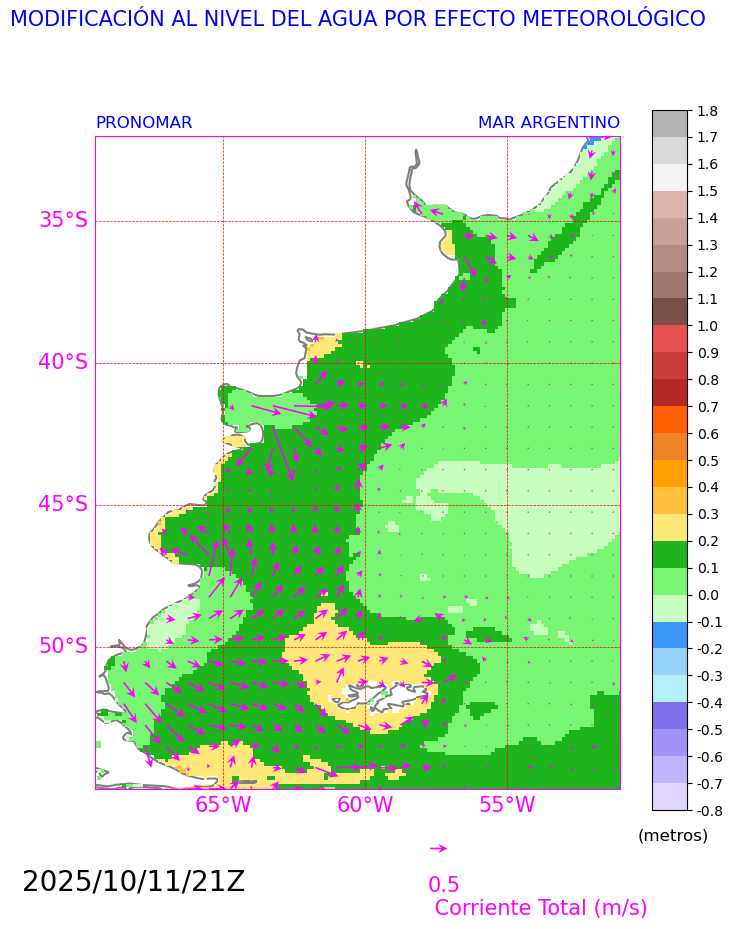 MODIFICACIÓN AL NIVEL DEL AGUA POR EFECTO METEOROLÓGICO
PRONOMAR
MAR ARGENTINO
35°S
40°S
45°S
50°S
65°W
60°W
55°W
1.8
1.7
1.6
1.5
1.4
1.3
1.2
1.1
1.0
0.9
0.8
0.7
0.6
0.5
0.4
0.3
0.2
0.1
0.0
-0.1
-0.2
-0.3
-0.4
-0.5
-0.6
-0.7
-0.8
(metros)
2025/10/11/21Z
0.5
Corriente Total (m/s)